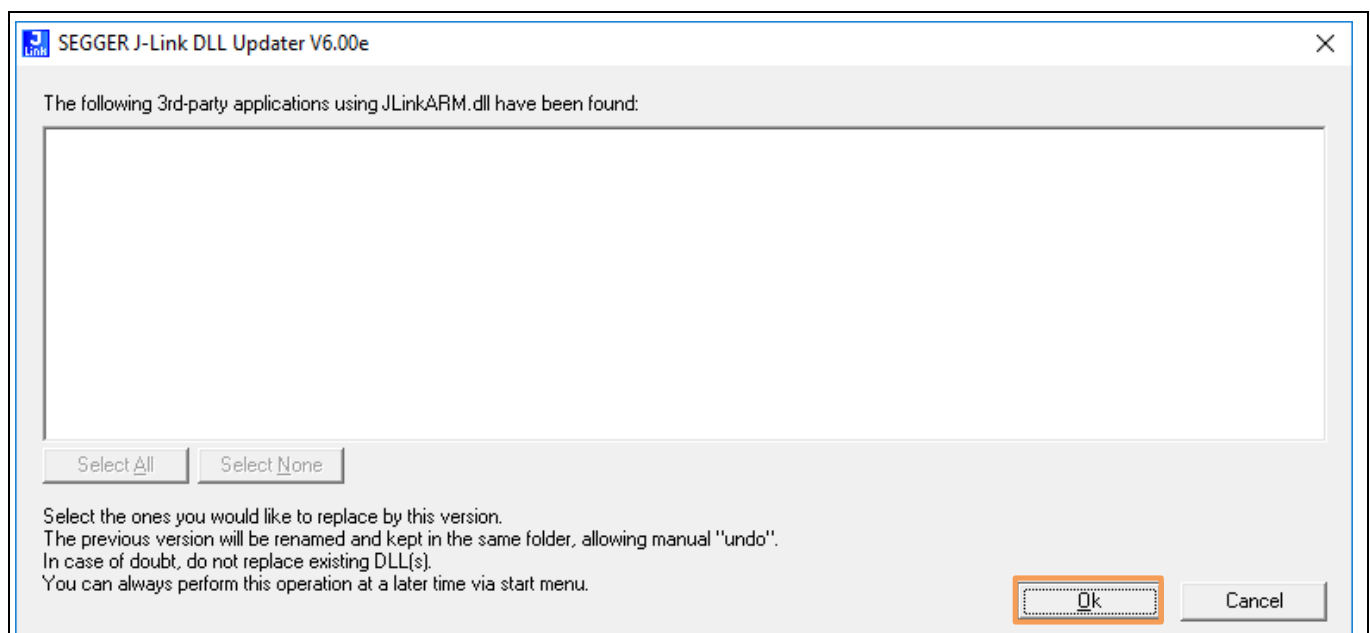 J
Link
SEGGER J-Link DLL Updater V6.00e
The following 3rd-party applications using JLinkARM.dll have been found:
Select All
Select None
Select the ones you would like to replace by this version.
The previous version will be renamed and kept in the same folder, allowing manual "undo".
In case of doubt, do not replace existing DLL(s).
You can always perform this operation at a later time via start menu.
Ok
Cancel